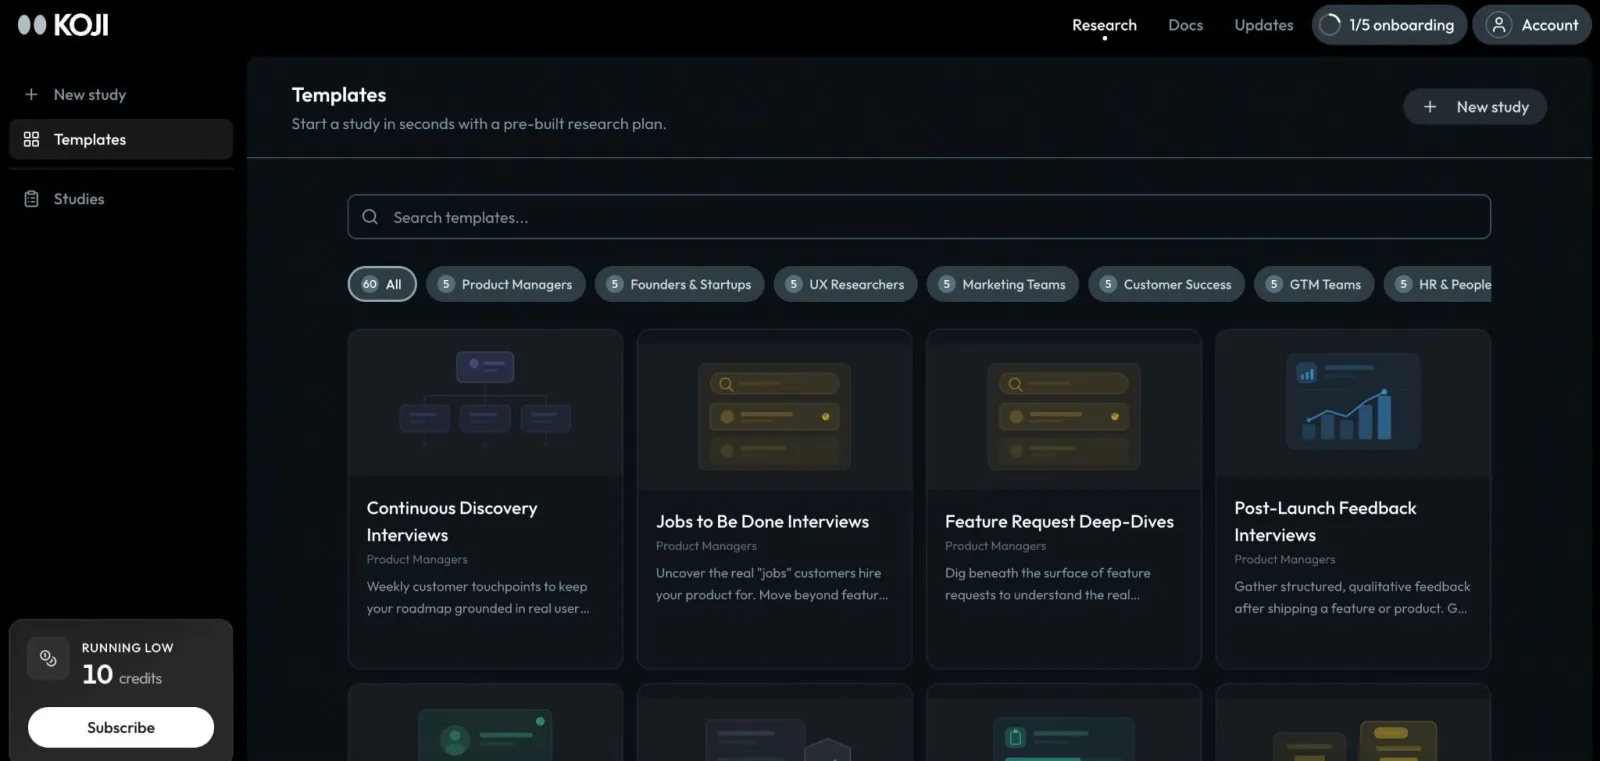 KOJI
Research
Docs
Updates
1/5 onboarding
Account
New study
Templates
Studies
Templates
Start a study in seconds with a pre-built research plan.
New study
Search templates...
60 All
5 Product Managers
5 Founders & Startups
5 UX Researchers
5 Marketing Teams
5 Customer Success
5 GTM Teams
5 HR & People
Continuous Discovery
Interviews
Product Managers
Weekly customer touchpoints to keep
your roadmap grounded in real user...
Jobs to Be Done Interviews
Product Managers
Uncover the real "jobs" customers hire
your product for. Move beyond featur...
Feature Request Deep-Dives
Product Managers
Dig beneath the surface of feature
requests to understand the real...
Post-Launch Feedback
Interviews
Product Managers
Gather structured, qualitative feedback
after shipping a feature or product. G...
RUNNING LOW
10 credits
Subscribe